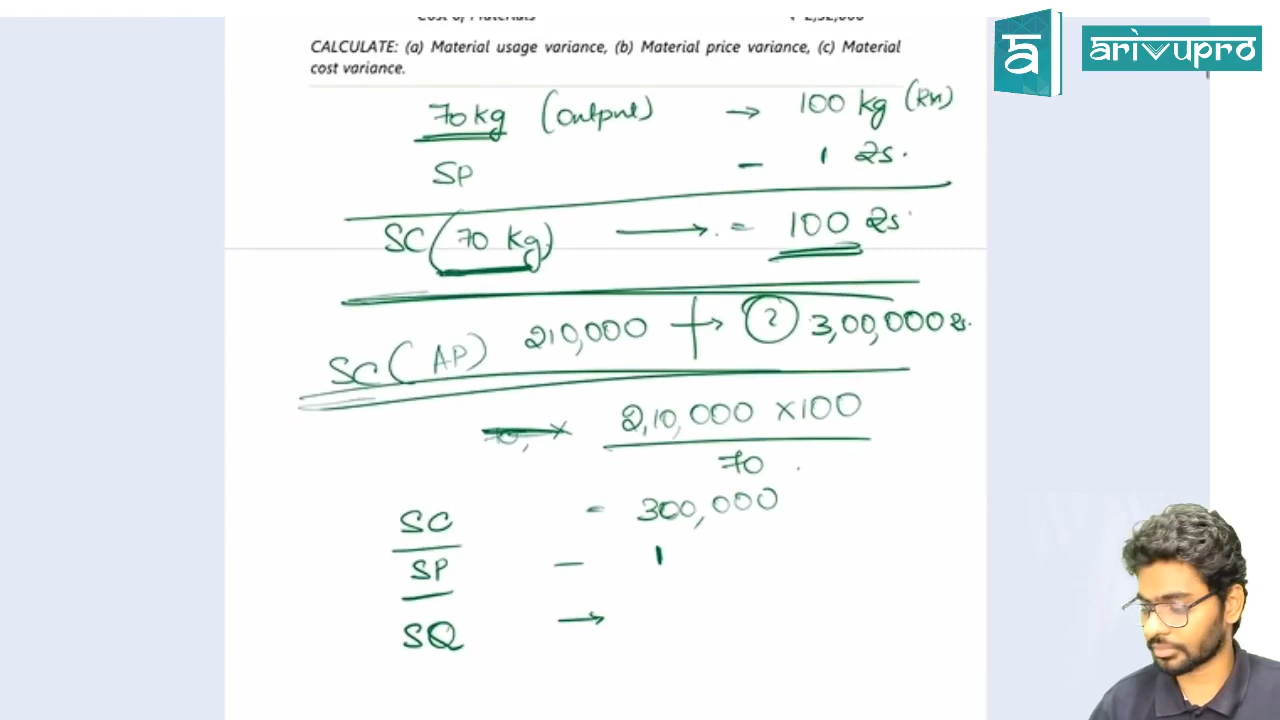 arivupro
CALCULATE: (a) Material usage variance, (b) Material price variance, (c) Material
cost variance.
70 kg (Output) → 100 kg (RM)
SP - 1 Rs.
SC (70 kg) → = 100 Rs
SC (AP) 210,000 → ? 3,00,000 Rs.
2,10,000 × 100
70
SC = 300,000
SP - 1
SQ →